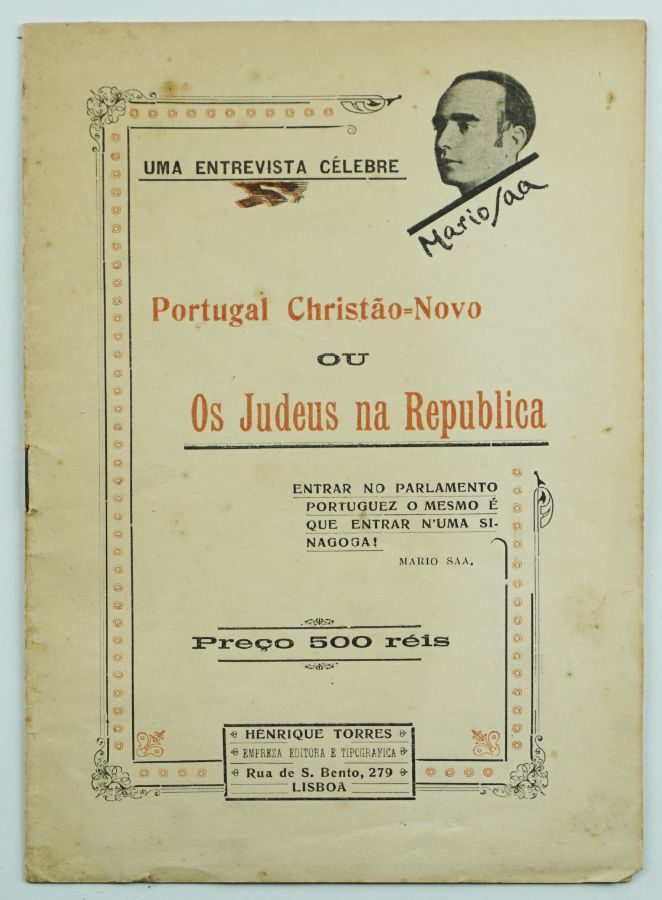 UMA ENTREVISTA CÉLEBRE
Mario Saa
Portugal Christão=Novo
OU
Os Judeus na Republica
ENTRAR NO PARLAMENTO
PORTUGUEZ O MESMO É
QUE ENTRAR N'UMA SI-
NAGOGA!
MARIO SAA.
Preço 500 réis
HENRIQUE TORRES
EMPREZA EDITORA E TIPOGRAFICA
Rua de S. Bento, 279
LISBOA